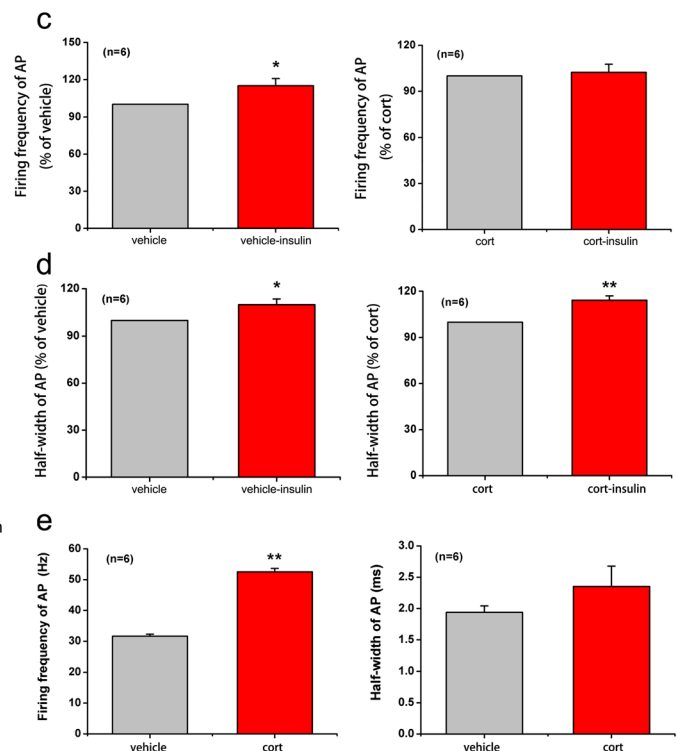 c
Firing frequency of AP
(% of vehicle)
150
120
90
60
30
0
(n=6)
*
vehicle
vehicle-insulin
Firing frequency of AP
(% of cort)
120
90
60
30
0
(n=6)
cort
cort-insulin
d
Half-width of AP (% of vehicle)
120
90
60
30
0
(n=6)
*
vehicle
vehicle-insulin
Half-width of AP (% of cort)
120
90
60
30
0
(n=6)
**
cort
cort-insulin
e
Firing frequency of AP (Hz)
60
50
40
30
20
10
0
(n=6)
**
vehicle
cort
Half-width of AP (ms)
3.0
2.5
2.0
1.5
1.0
0.5
0.0
(n=6)
vehicle
cort